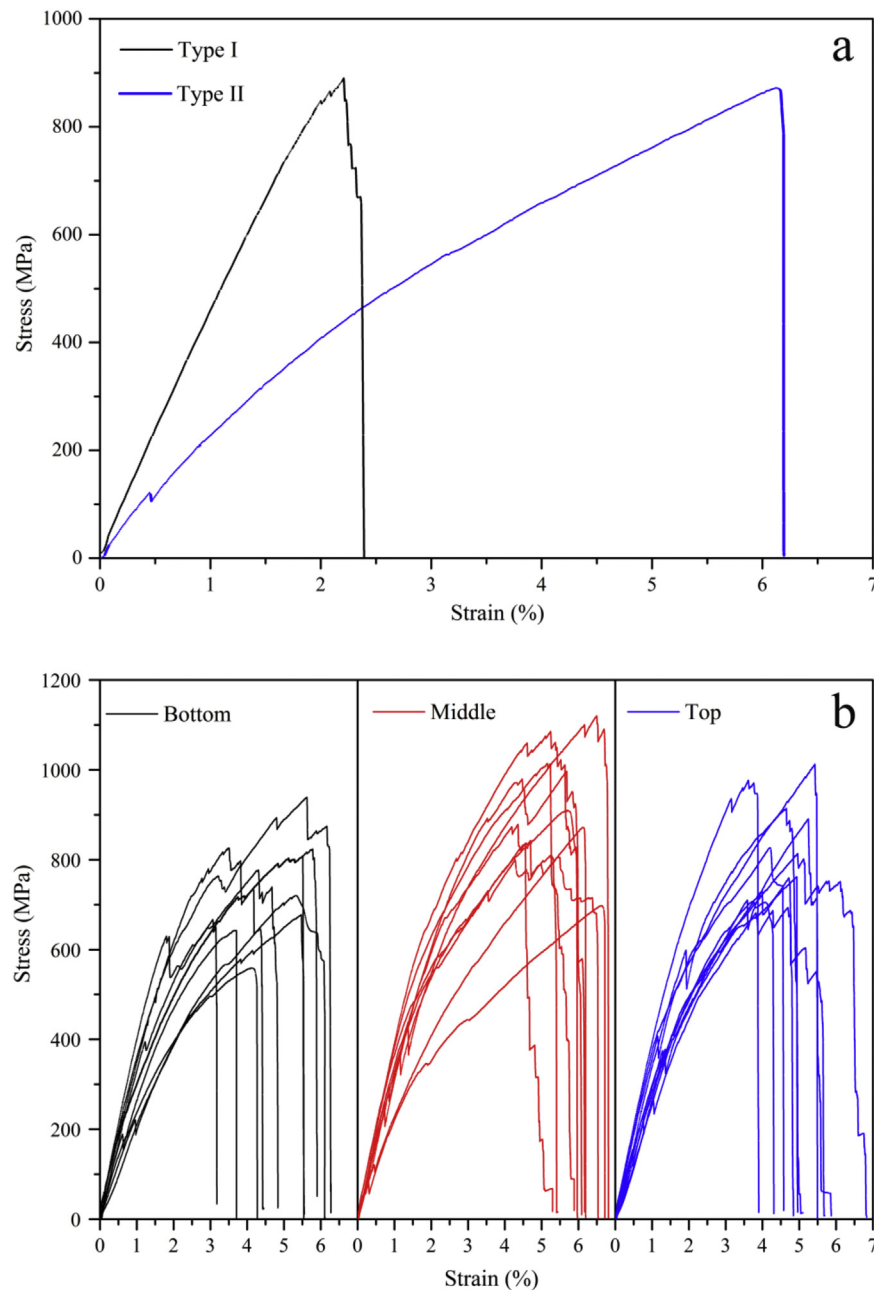 1000
a
Type I
Type II
800
600
400
200
0
Stress (MPa)
0 1 2 3 4 5 6 7
Strain (%)
1200
Bottom Middle Top b
1000
800
600
400
200
0
Stress (MPa)
0 1 2 3 4 5 6 0 1 2 3 4 5 6 0 1 2 3 4 5 6 7
Strain (%)